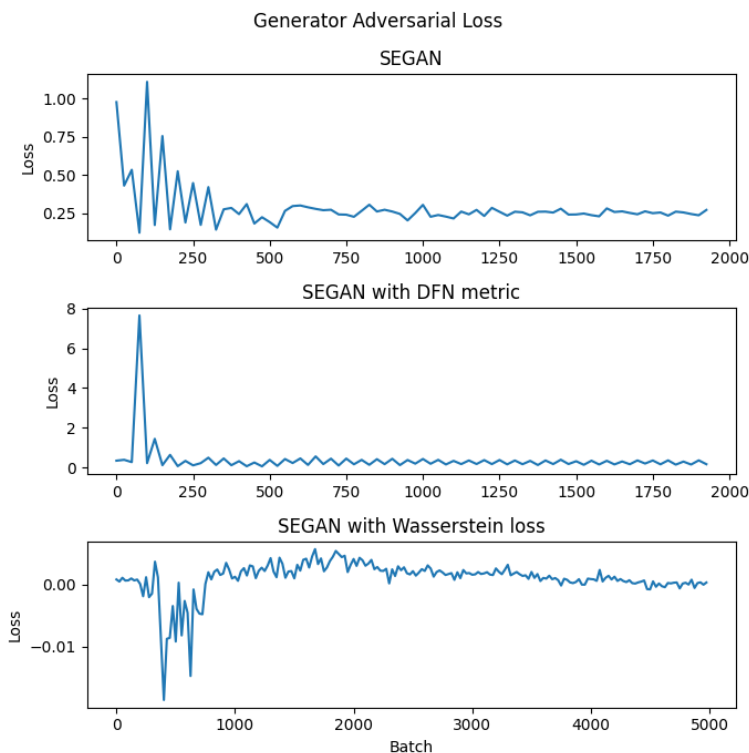 Generator Adversarial Loss
SEGAN
Loss
1.00
0.75
0.50
0.25
0 250 500 750 1000 1250 1500 1750 2000
SEGAN with DFN metric
Loss
8
6
4
2
0
0 250 500 750 1000 1250 1500 1750 2000
SEGAN with Wasserstein loss
Loss
0.00
−0.01
0 1000 2000 3000 4000 5000
Batch